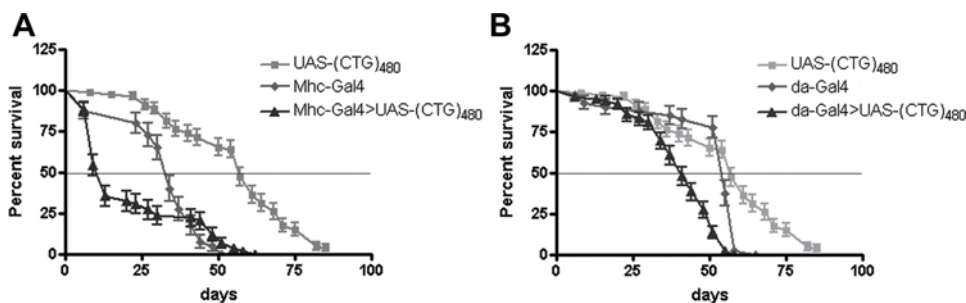 A
UAS-(CTG)480
Mhc-Gal4
Mhc-Gal4>UAS-(CTG)480
Percent survival
125
100
75
50
25
0
0 25 50 75 100
days
B
UAS-(CTG)480
da-Gal4
da-Gal4>UAS-(CTG)480
Percent survival
125
100
75
50
25
0
0 25 50 75 100
days